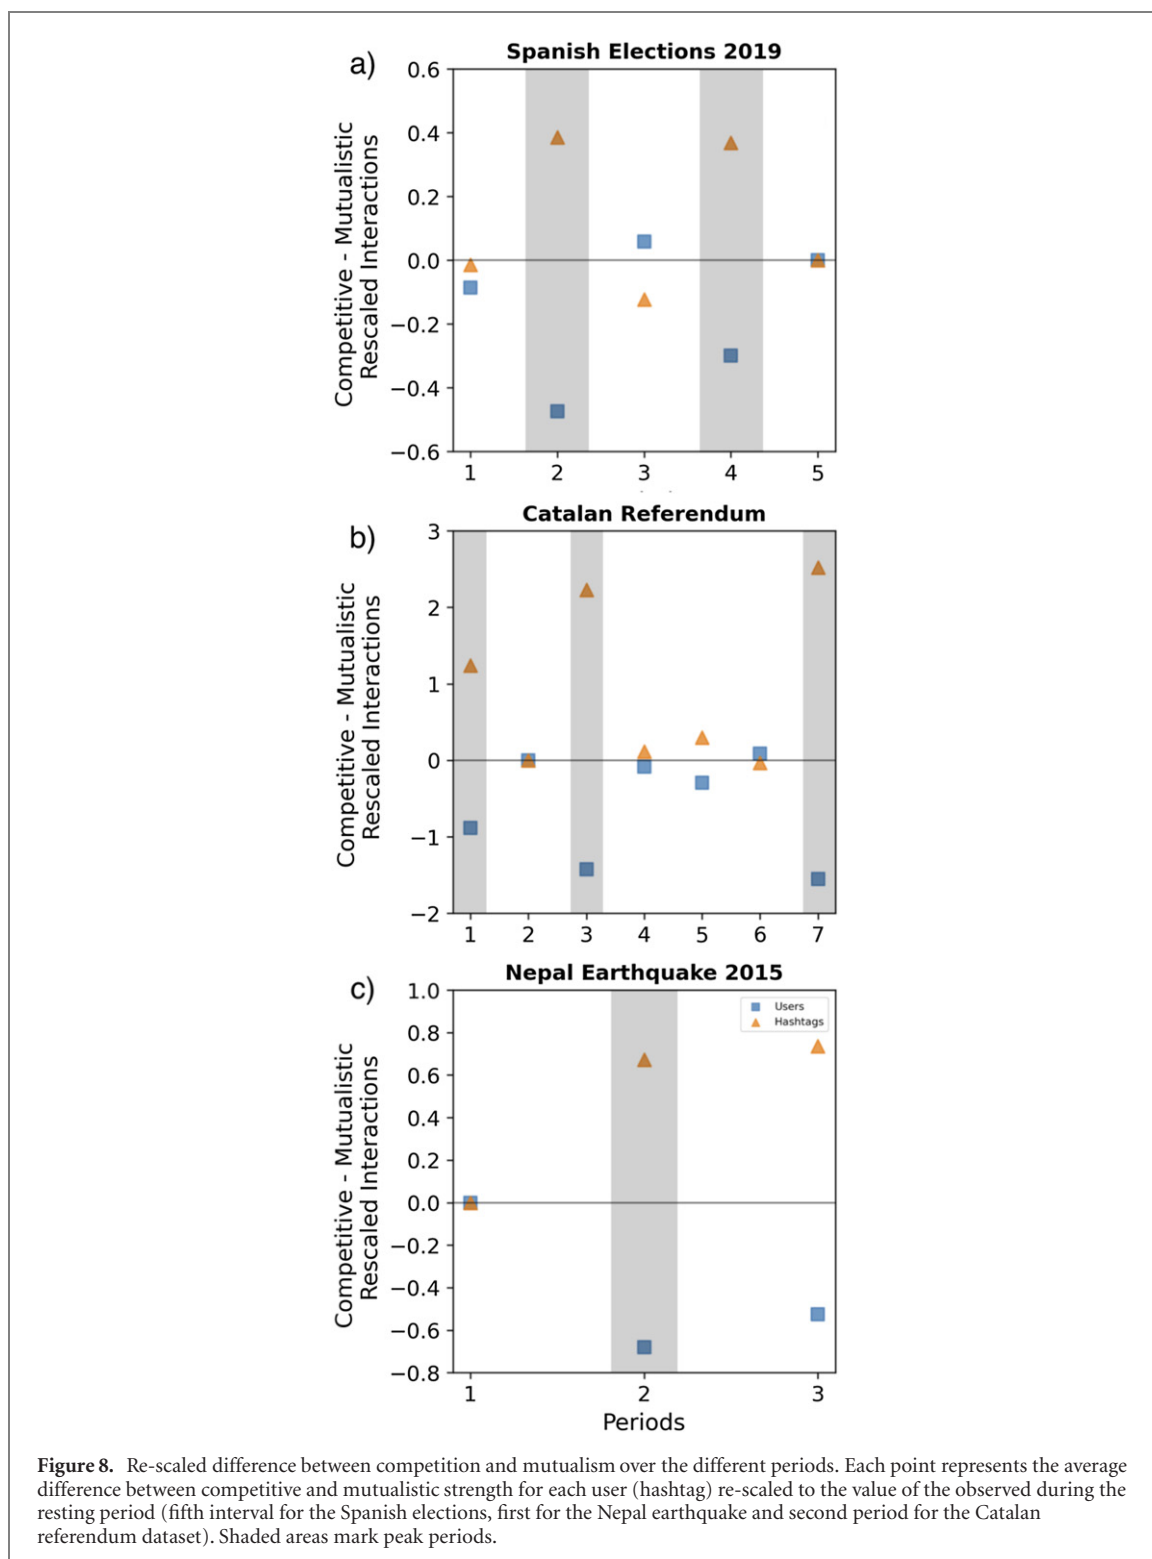 Spanish Elections 2019
a)
0.6
0.4
0.2
0.0
−0.2
−0.4
−0.6
Competitive - Mutualistic
Rescaled Interactions
1 2 3 4 5
Catalan Referendum
b)
3
2
1
0
−1
−2
Competitive - Mutualistic
Rescaled Interactions
1 2 3 4 5 6 7
Nepal Earthquake 2015
c)
1.0
0.8
0.6
0.4
0.2
0.0
−0.2
−0.4
−0.6
−0.8
Competitive - Mutualistic
Rescaled Interactions
Users
Hashtags
1 2 3
Periods
Figure 8. Re-scaled difference between competition and mutualism over the different periods. Each point represents the average
difference between competitive and mutualistic strength for each user (hashtag) re-scaled to the value of the observed during the
resting period (fifth interval for the Spanish elections, first for the Nepal earthquake and second period for the Catalan
referendum dataset). Shaded areas mark peak periods.